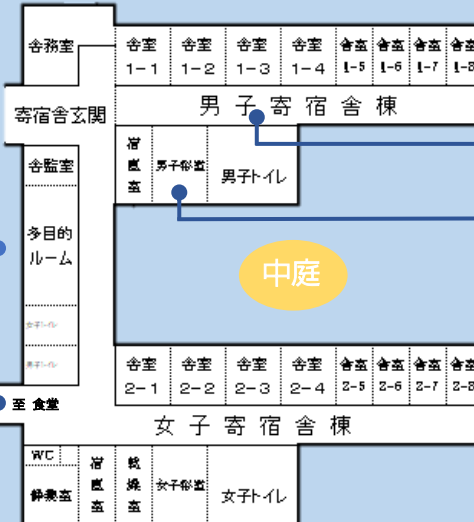 舎務室
舎室 舎室 舎室 舎室 舎室 舎室 舎室 舎室
1-1 1-2 1-3 1-4 1-5 1-6 1-7 1-8
寄宿舎玄関
男子寄宿舎棟
舎監室
宿直室
男子浴室
男子トイレ
多目的
ルーム
中庭
女子トイレ
男子トイレ
舎室 舎室 舎室 舎室 舎室 舎室 舎室 舎室
2-1 2-2 2-3 2-4 2-5 2-6 2-7 2-8
至 食堂
女子寄宿舎棟
WC
静養室
宿直室
乾燥室
女子浴室
女子トイレ